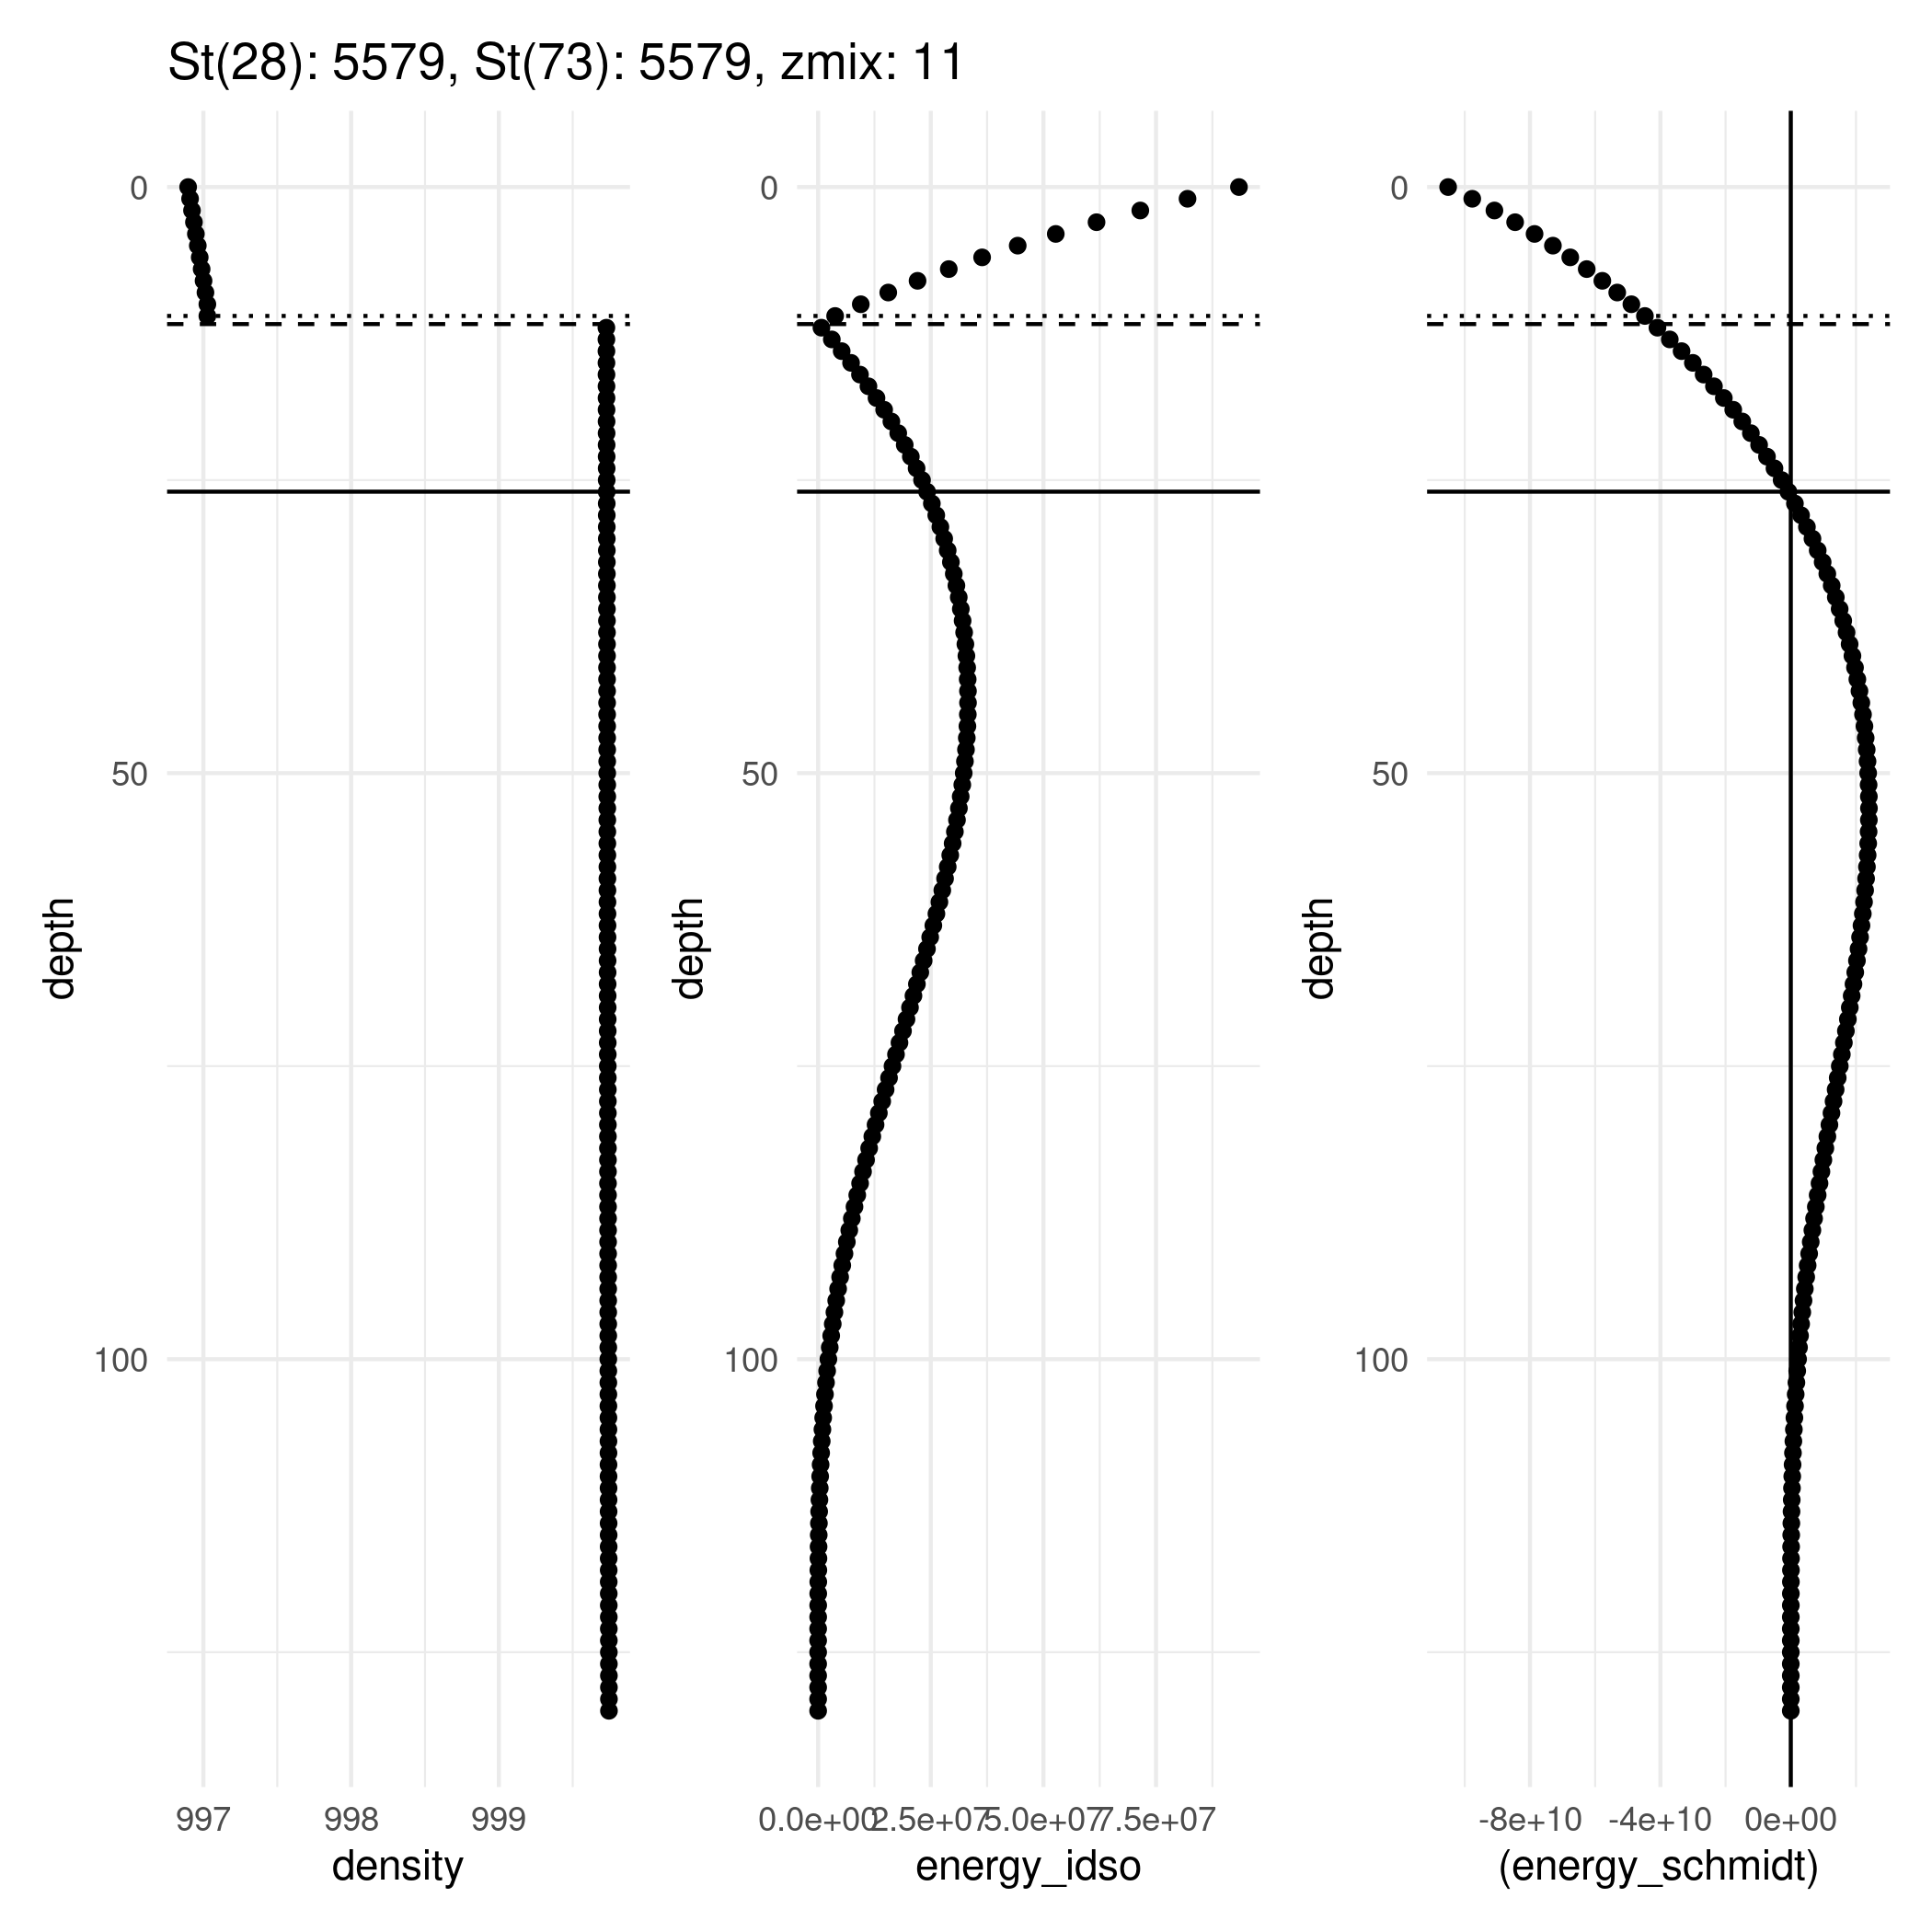 St(28): 5579, St(73): 5579, zmix: 11
0
50
100
depth
997
998
999
density
0
50
100
depth
0.0e+00
2.5e+07
5.0e+07
7.5e+07
energy_idso
0
50
100
depth
-8e+10
-4e+10
0e+00
(energy_schmidt)